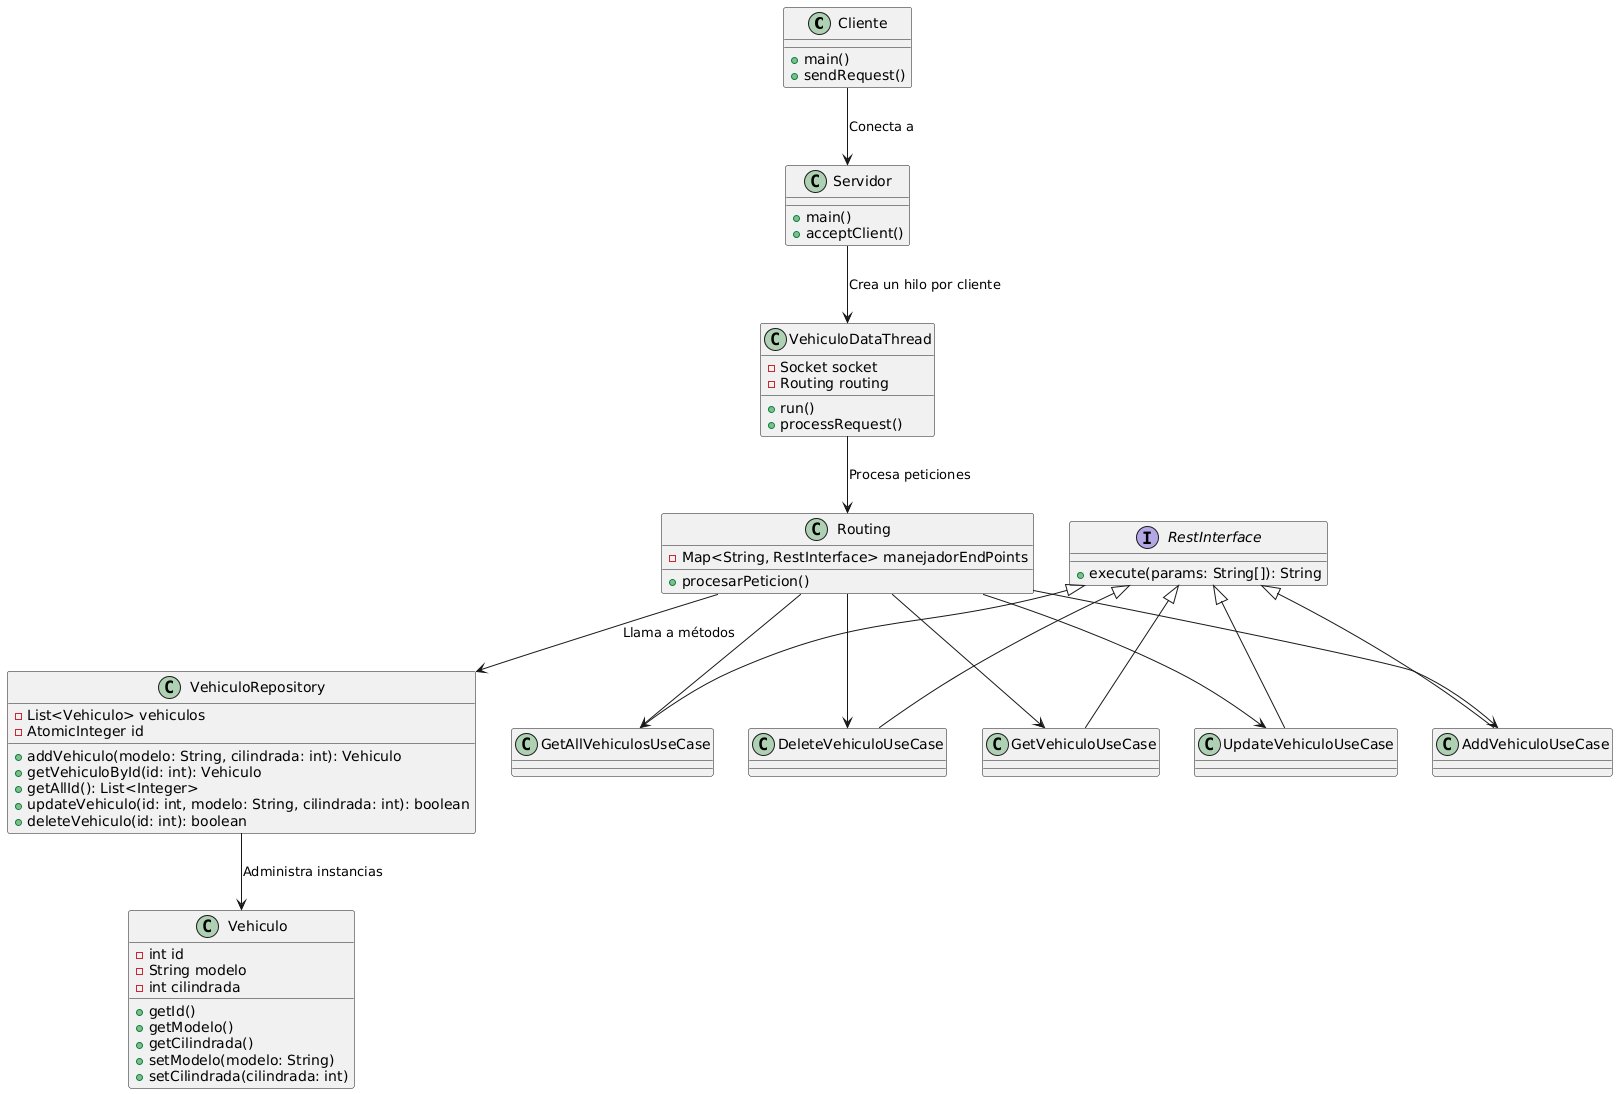 C Cliente
main()
sendRequest()
Conecta a
C Servidor
main()
acceptClient()
Crea un hilo por cliente
C VehiculoDataThread
Socket socket
Routing routing
run()
processRequest()
Procesa peticiones
C Routing
Map<String, RestInterface> manejadorEndPoints
procesarPeticion()
I RestInterface
execute(params: String[]): String
Llama a métodos
C VehiculoRepository
List<Vehiculo> vehiculos
AtomicInteger id
addVehiculo(modelo: String, cilindrada: int): Vehiculo
getVehiculoById(id: int): Vehiculo
getAllId(): List<Integer>
updateVehiculo(id: int, modelo: String, cilindrada: int): boolean
deleteVehiculo(id: int): boolean
C GetAllVehiculosUseCase
C DeleteVehiculoUseCase
C GetVehiculoUseCase
C UpdateVehiculoUseCase
C AddVehiculoUseCase
Administra instancias
C Vehiculo
int id
String modelo
int cilindrada
getId()
getModelo()
getCilindrada()
setModelo(modelo: String)
setCilindrada(cilindrada: int)